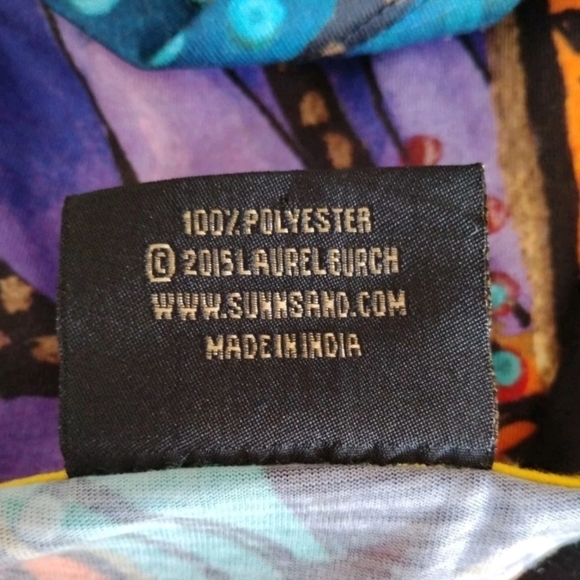 100% POLYESTER
© 2015 LAUREL BURCH
WWW.SUNNSAND.COM
MADE IN INDIA